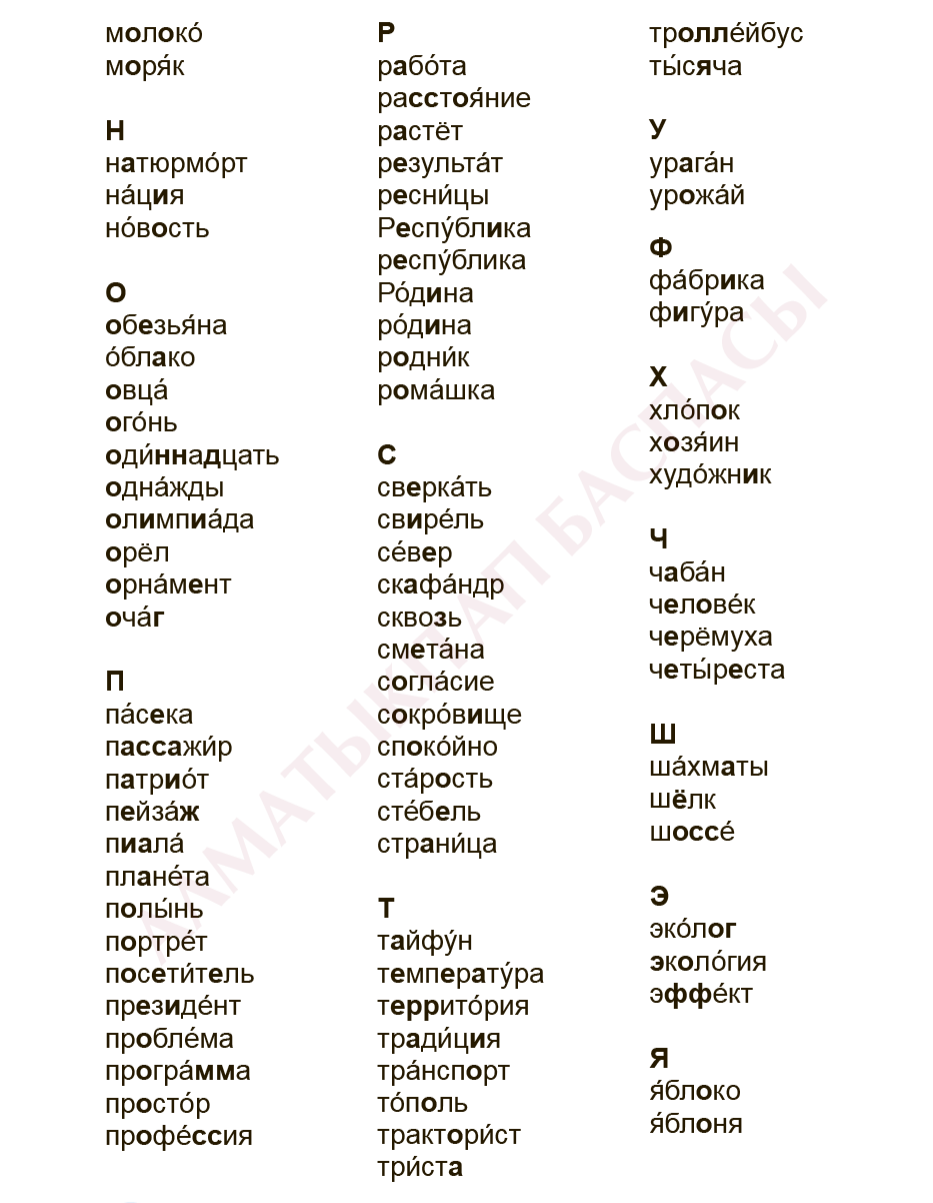 молоко́
моря́к
Н
натюрмо́рт
на́ция
но́вость
О
обезья́на
о́блако
овца́
ого́нь
оди́ннадцать
одна́жды
олимпиа́да
орёл
орна́мент
оча́г
П
па́сека
пассажи́р
патрио́т
пейза́ж
пиала́
плане́та
полы́нь
портре́т
посети́тель
президе́нт
пробле́ма
програ́мма
просто́р
профе́ссия
Р
рабо́та
расстоя́ние
растёт
результа́т
ресни́цы
Респу́блика
респу́блика
Ро́дина
ро́дина
родни́к
рома́шка
С
сверка́ть
свире́ль
се́вер
скафа́ндр
сквозь
смета́на
согла́сие
сокро́вище
споко́йно
ста́рость
сте́бель
страни́ца
Т
тайфу́н
температу́ра
террито́рия
тради́ция
тра́нспорт
то́поль
тракторист́
три́ста
тролле́йбус
ты́сяча
У
урага́н
урожа́й
Ф
фа́брика
фигу́ра
Х
хло́пок
хозя́ин
худо́жник
Ч
чаба́н
челове́к
черёмуха
четы́реста
Ш
ша́хматы
шёлк
шоссе́
Э
эко́лог
эколо́гия
эффе́кт
Я
я́блоко
я́блоня
АЛМАТЫКІТАП БАСПАСЫ